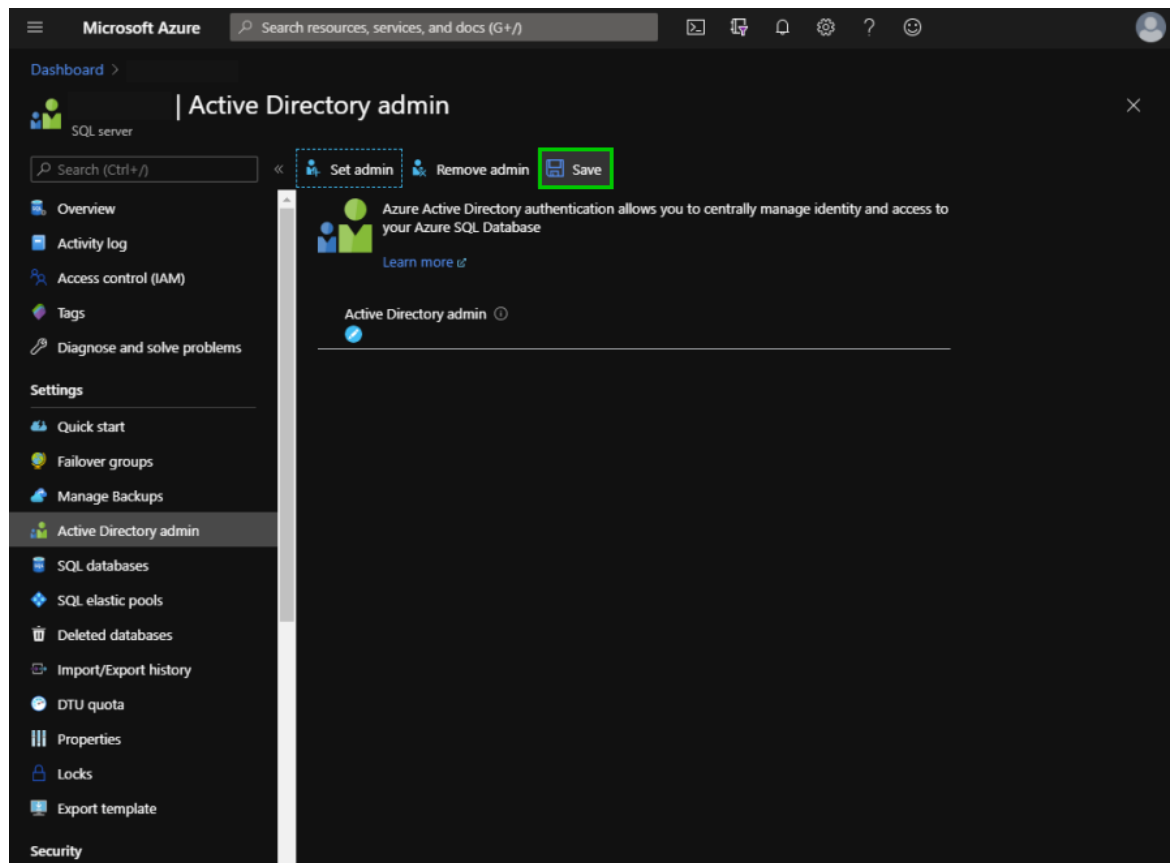 Microsoft Azure
Search resources, services, and docs (G+/)
Dashboard >
| Active Directory admin
SQL server
Search (Ctrl+/)
«
Set admin
Remove admin
Save
Overview
Activity log
Access control (IAM)
Tags
Diagnose and solve problems
Settings
Quick start
Failover groups
Manage Backups
Active Directory admin
SQL databases
SQL elastic pools
Deleted databases
Import/Export history
DTU quota
Properties
Locks
Export template
Security
Azure Active Directory authentication allows you to centrally manage identity and access to
your Azure SQL Database
Learn more
Active Directory admin